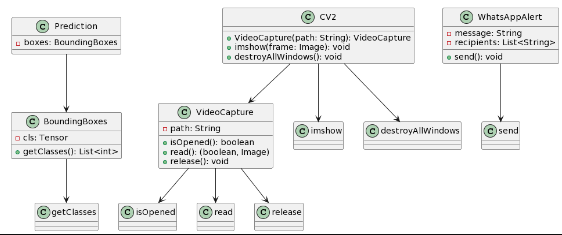 C Prediction
boxes: BoundingBoxes
C CV2
VideoCapture(path: String): VideoCapture
imshow(frame: Image): void
destroyAllWindows(): void
C WhatsAppAlert
message: String
recipients: List<String>
send(): void
C BoundingBoxes
cls: Tensor
getClasses(): List<int>
C VideoCapture
path: String
isOpened(): boolean
read(): (boolean, Image)
release(): void
C imshow
C destroyAllWindows
C send
C getClasses
C isOpened
C read
C release